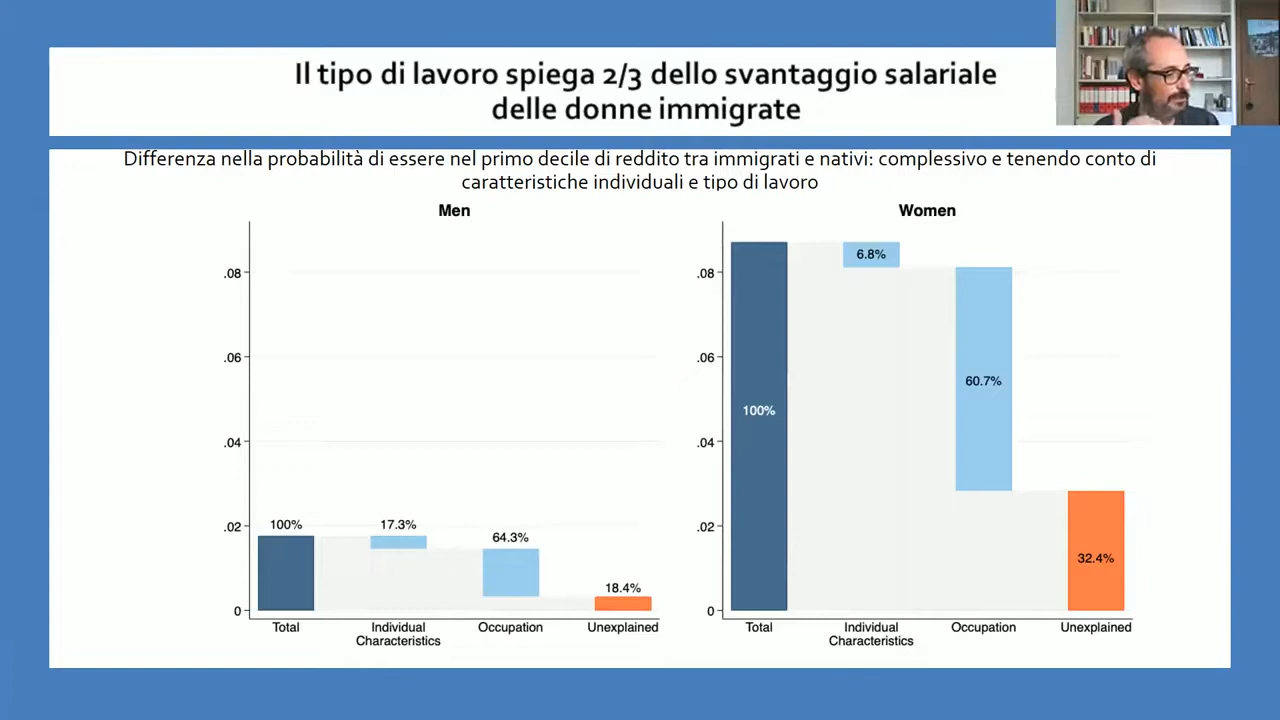 Il tipo di lavoro spiega 2/3 dello svantaggio salariale
delle donne immigrate
Differenza nella probabilità di essere nel primo decile di reddito tra immigrati e nativi: complessivo e tenendo conto di
caratteristiche individuali e tipo di lavoro
Men
.08
.06
.04
.02
0
100%
17.3%
64.3%
18.4%
Total
Individual
Characteristics
Occupation
Unexplained
Women
.08
.06
.04
.02
0
100%
6.8%
60.7%
32.4%
Total
Individual
Characteristics
Occupation
Unexplained